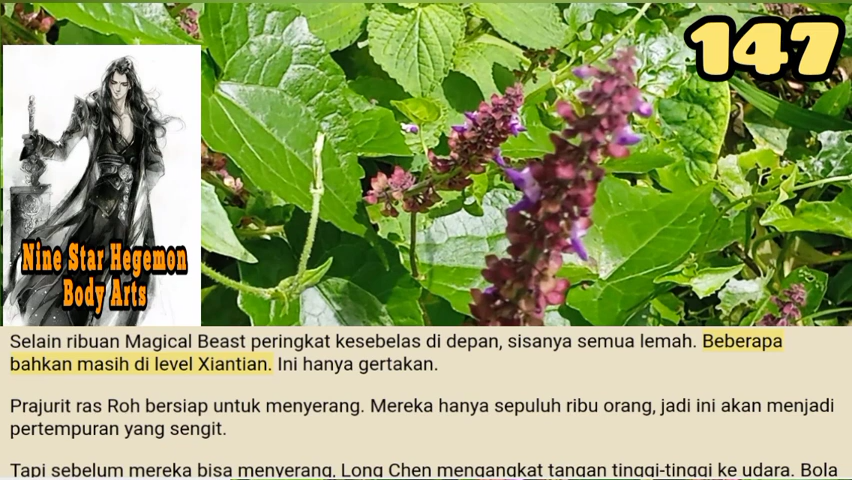 147
Nine Star Hegemon
Body Arts
Selain ribuan Magical Beast peringkat kesebelas di depan, sisanya semua lemah. Beberapa
bahkan masih di level Xiantian. Ini hanya gertakan.
Prajurit ras Roh bersiap untuk menyerang. Mereka hanya sepuluh ribu orang, jadi ini akan menjadi
pertempuran yang sengit.
Tapi sebelum mereka bisa menyerang, Long Chen mengangkat tangan tinggi-tinggi ke udara. Bola